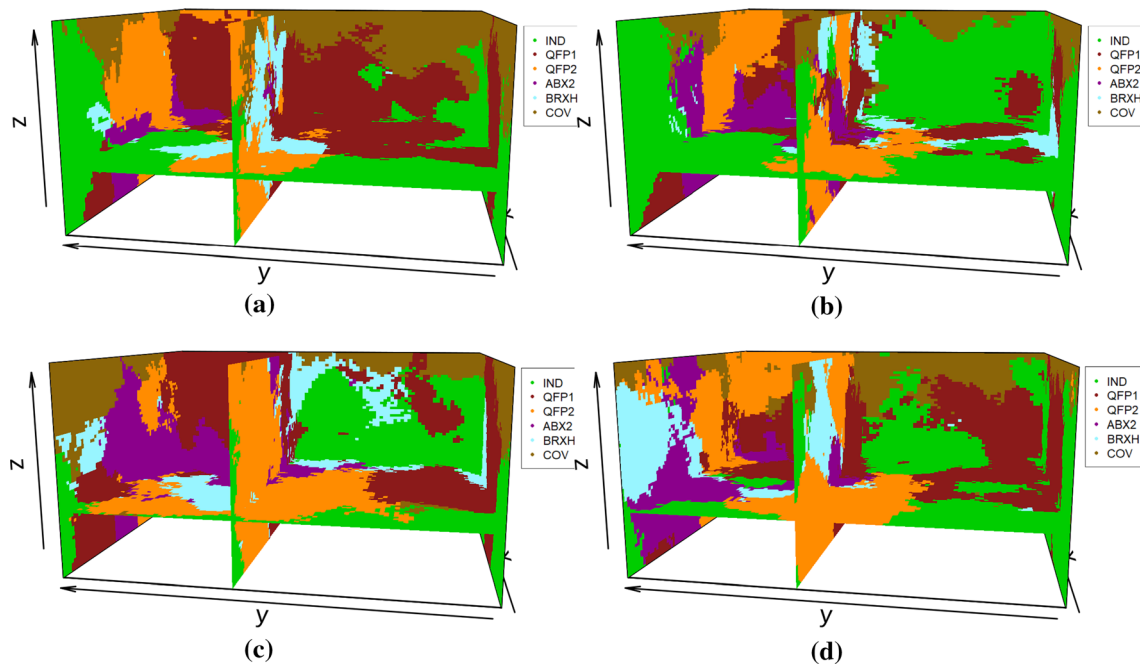 z
y
IND
QFP1
QFP2
ABX2
BRXH
COV
(a)
z
y
IND
QFP1
QFP2
ABX2
BRXH
COV
(b)
z
y
IND
QFP1
QFP2
ABX2
BRXH
COV
(c)
z
y
IND
QFP1
QFP2
ABX2
BRXH
COV
(d)